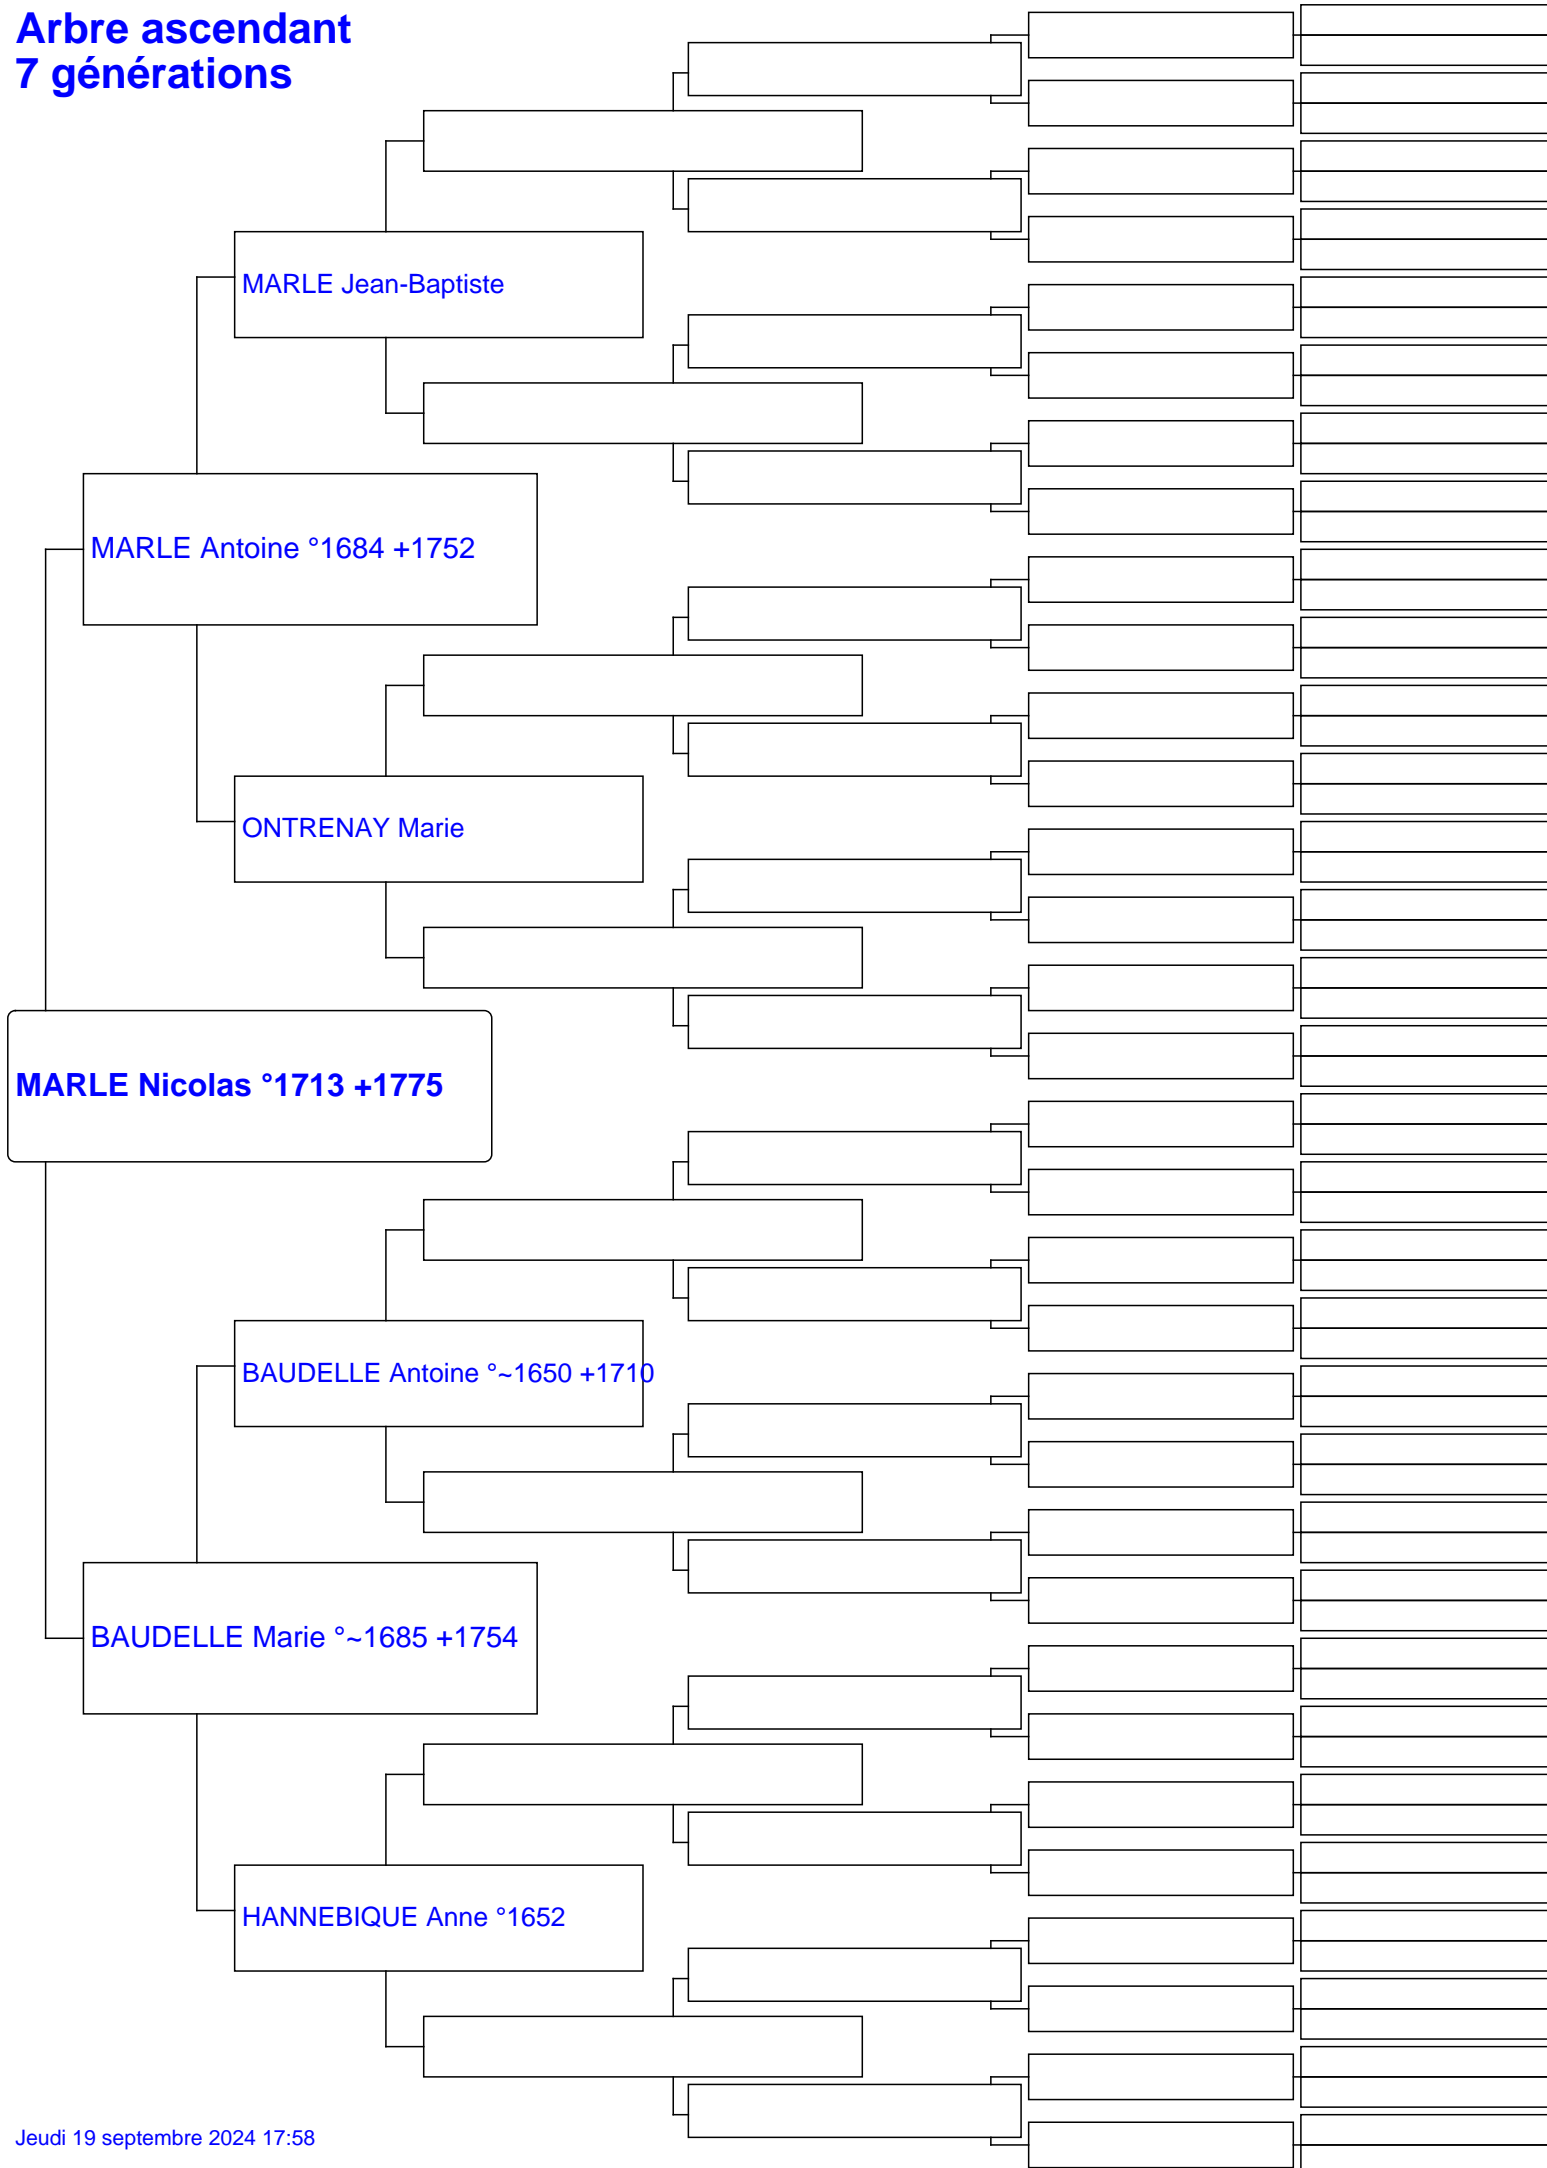 Arbre ascendant
7 générations
MARLE Jean-Baptiste
MARLE Antoine °1684 +1752
ONTRENAY Marie
MARLE Nicolas °1713 +1775
BAUDELLE Antoine °~1650 +1710
BAUDELLE Marie °~1685 +1754
HANNEBIQUE Anne °1652
Jeudi 19 septembre 2024 17:58